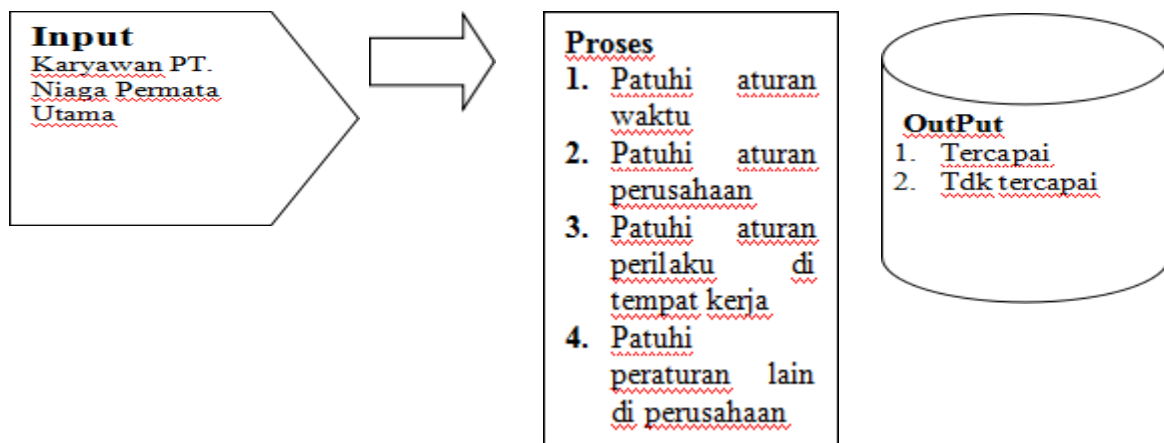 Input
Karyawan PT.
Niaga Permata
Utama
Proses
1. Patuhi aturan
waktu
2. Patuhi aturan
perusahaan
3. Patuhi aturan
perilaku di
tempat kerja
4. Patuhi
peraturan lain
di perusahaan
OutPut
1. Tercapai
2. Tdk tercapai